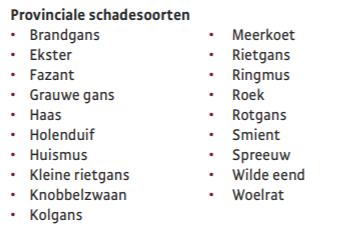 Provinciale schadesoorten
• Brandgans
• Ekster
• Fazant
• Grauwe gans
• Haas
• Holenduif
• Huismus
• Kleine rietgans
• Knobbelzwaan
• Kolgans
• Meerkoet
• Rietgans
• Ringmus
• Roek
• Rotgans
• Smient
• Spreeuw
• Wilde eend
• Woelrat